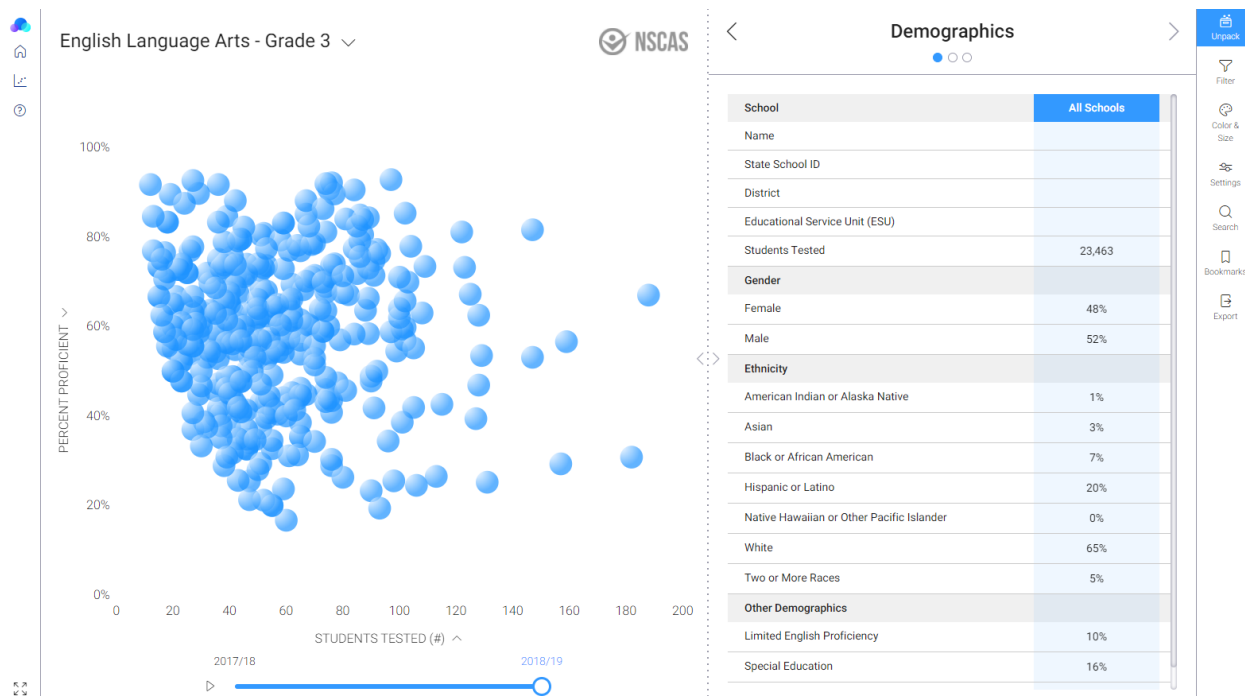 English Language Arts - Grade 3
NSCAS
100%
80%
60%
40%
20%
0%
PERCENT PROFICIENT
0 20 40 60 80 100 120 140 160 180 200
STUDENTS TESTED (#)
2017/18 2018/19
Demographics
School All Schools
Name
State School ID
District
Educational Service Unit (ESU)
Students Tested 23,463
Gender
Female 48%
Male 52%
Ethnicity
American Indian or Alaska Native 1%
Asian 3%
Black or African American 7%
Hispanic or Latino 20%
Native Hawaiian or Other Pacific Islander 0%
White 65%
Two or More Races 5%
Other Demographics
Limited English Proficiency 10%
Special Education 16%
Unpack
Filter
Color &
Size
Settings
Search
Bookmarks
Export